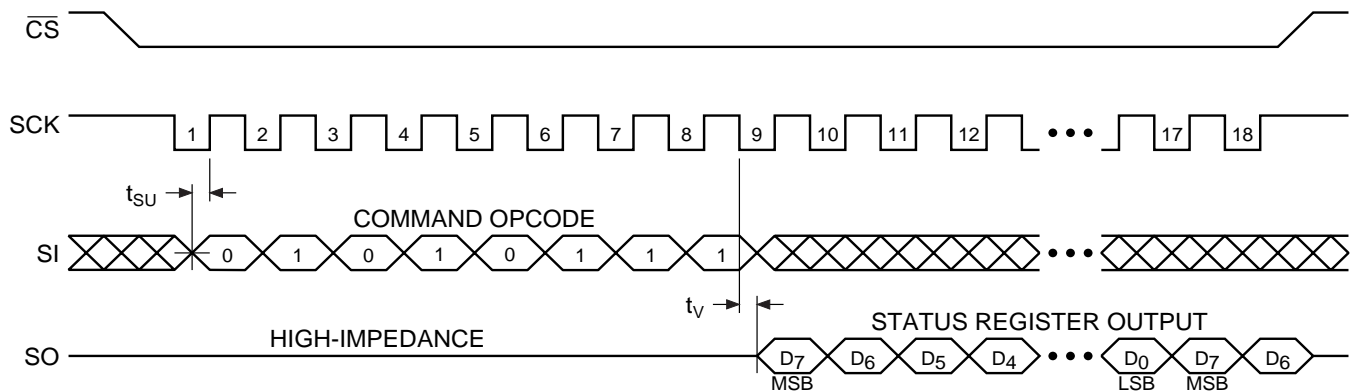 CS
SCK 1 2 3 4 5 6 7 8 9 10 11 12 ••• 17 18
tSU
COMMAND OPCODE
SI 0 1 0 1 0 1 1 1 •••
tV
HIGH-IMPEDANCE
STATUS REGISTER OUTPUT
SO D7 D6 D5 D4 ••• D0 D7 D6
MSB LSB MSB